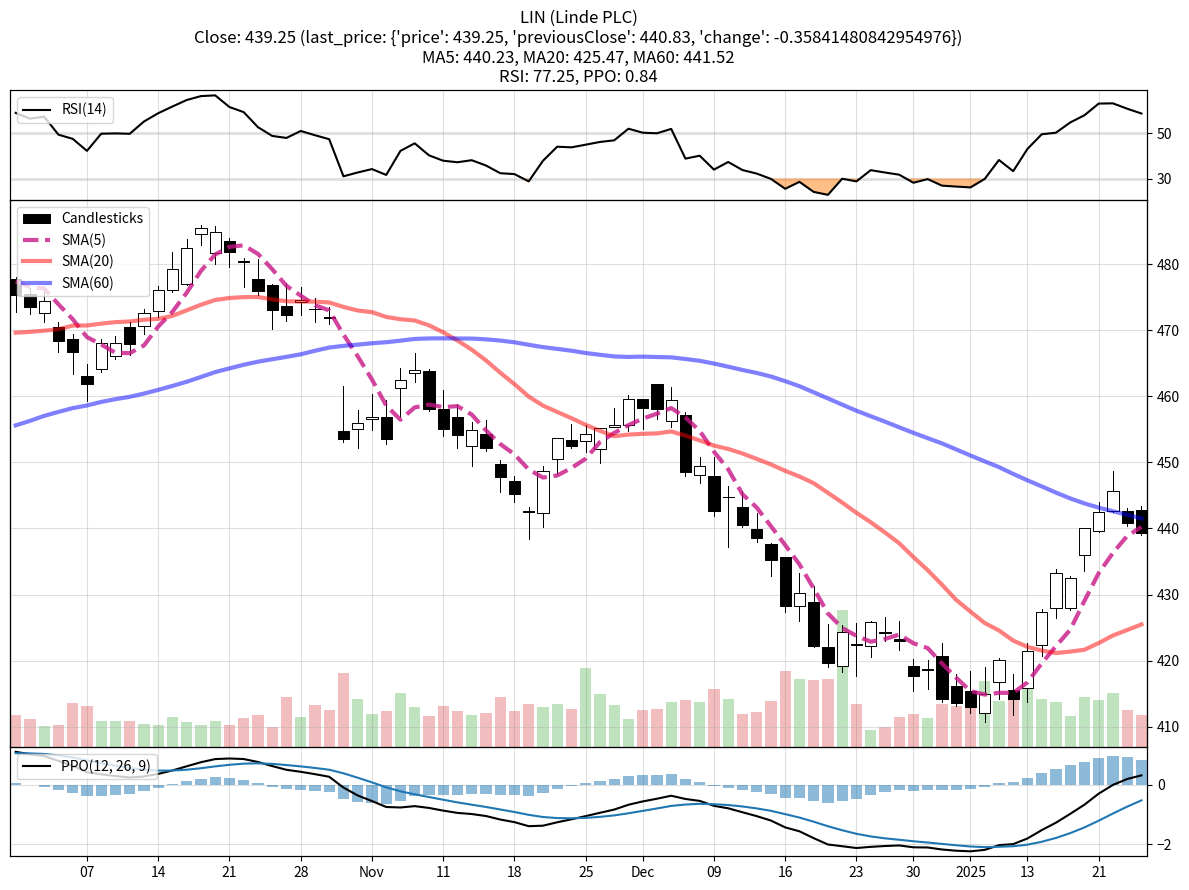 LIN (Linde PLC)
Close: 439.25 (last_price: {'price': 439.25, 'previousClose': 440.83, 'change': -0.35841480842954976})
MA5: 440.23, MA20: 425.47, MA60: 441.52
RSI: 77.25, PPO: 0.84
RSI(14)
50
30
Candlesticks
SMA(5)
SMA(20)
SMA(60)
480
470
460
450
440
430
420
410
PPO(12, 26, 9)
0
−2
07 14 21 28 Nov 11 18 25 Dec 09 16 23 30 2025 13 21